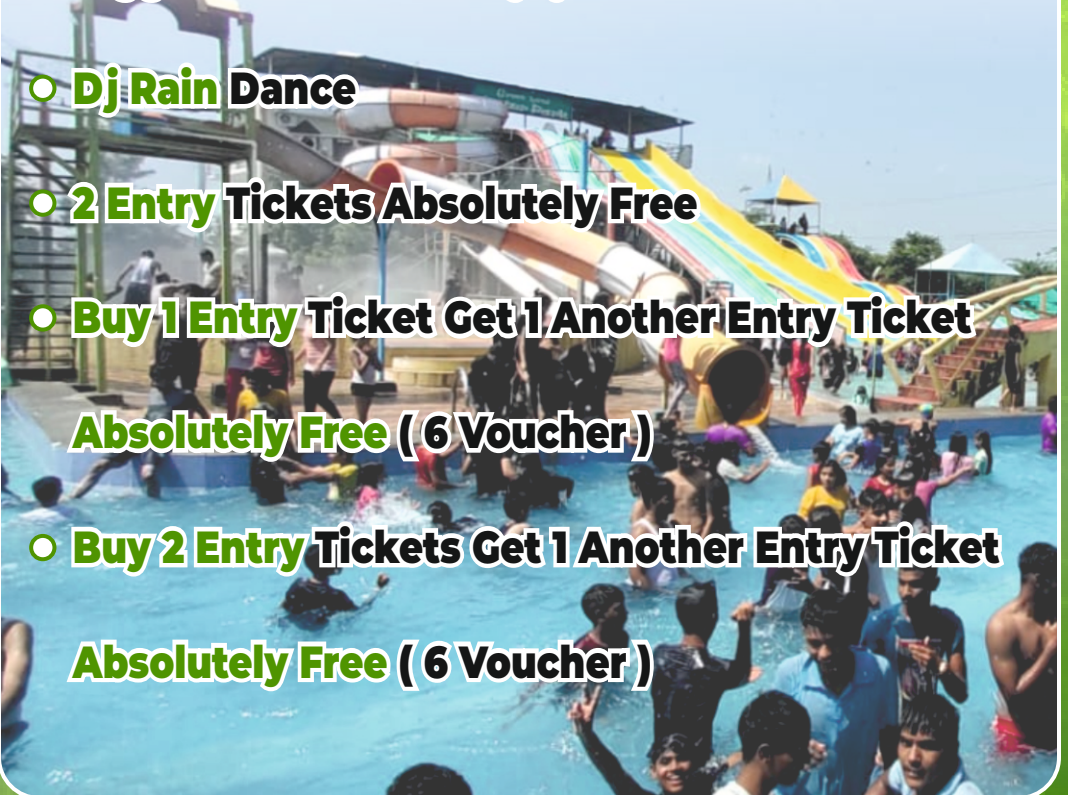 Dj Rain Dance
2 Entry Tickets Absolutely Free
Buy 1 Entry Ticket Get 1 Another Entry Ticket
Absolutely Free ( 6 Voucher )
Buy 2 Entry Tickets Get 1 Another Entry Ticket
Absolutely Free ( 6 Voucher )